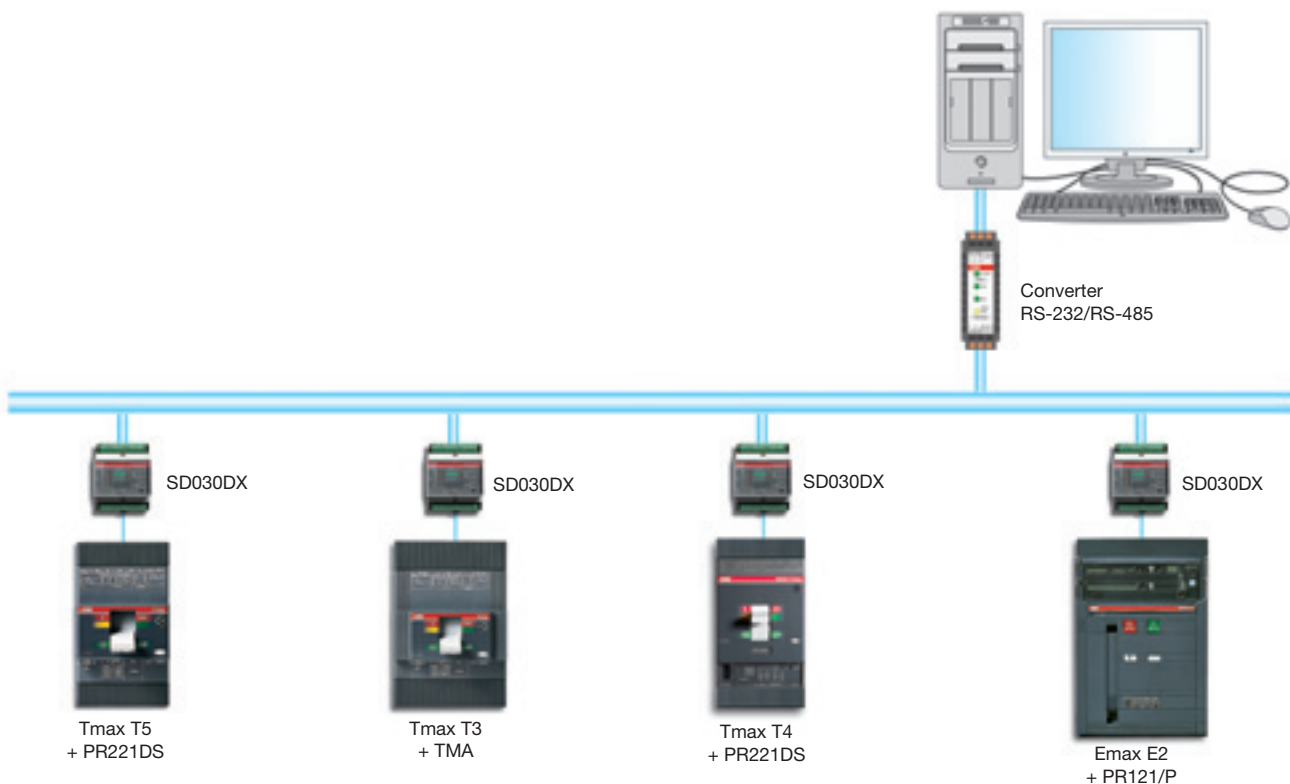 Converter
RS-232/RS-485
SD030DX
SD030DX
SD030DX
SD030DX
Tmax T5
+ PR221DS
Tmax T3
+ TMA
Tmax T4
+ PR221DS
Emax E2
+ PR121/P